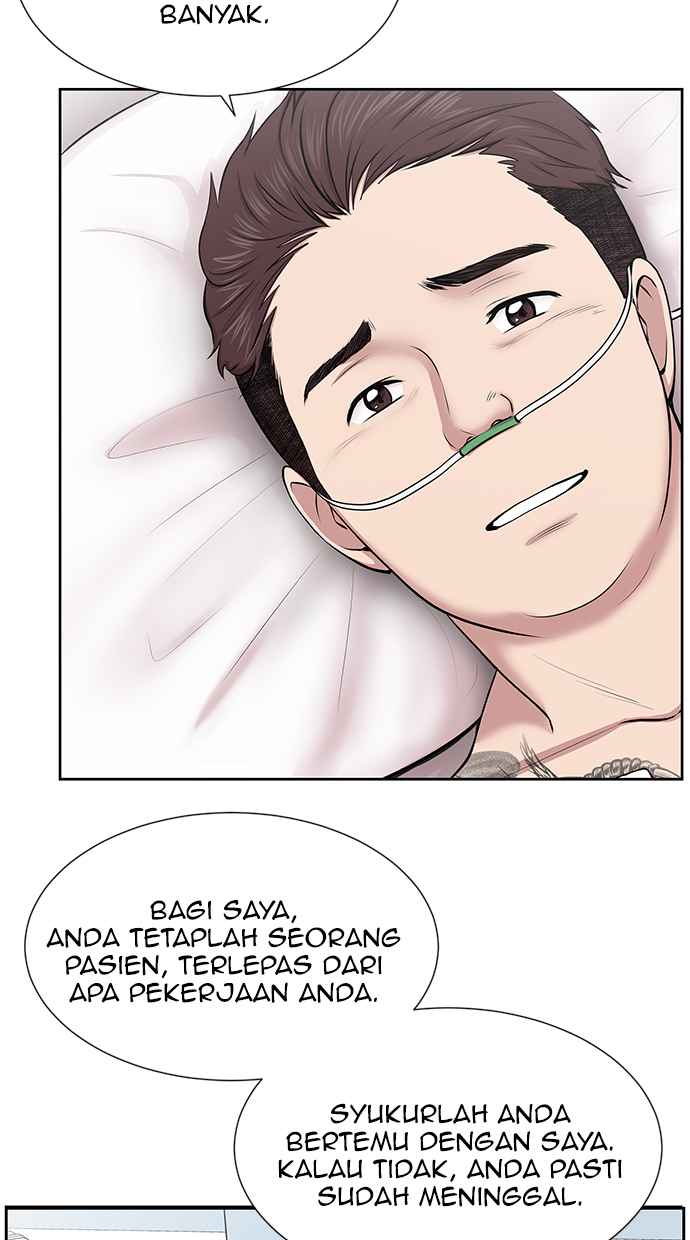 BANYAK.
BAGI SAYA,
ANDA TETAPLAH SEORANG
PASIEN, TERLEPAS DARI
APA PEKERJAAN ANDA.
SYUKURLAH ANDA
BERTEMU DENGAN SAYA.
KALAU TIDAK, ANDA PASTI
SUDAH MENINGGAL.